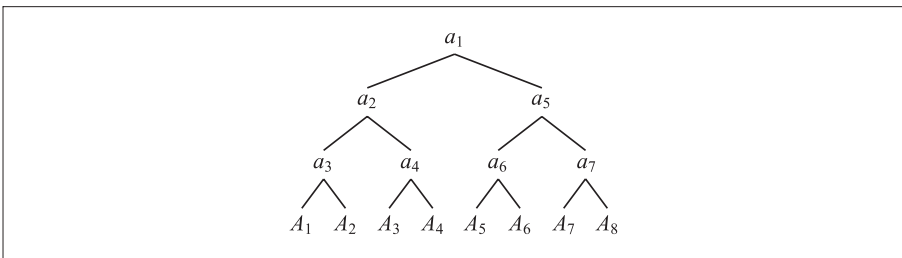 a₁
a₂ a₅
a₃ a₄ a₆ a₇
A₁ A₂ A₃ A₄ A₅ A₆ A₇ A₈